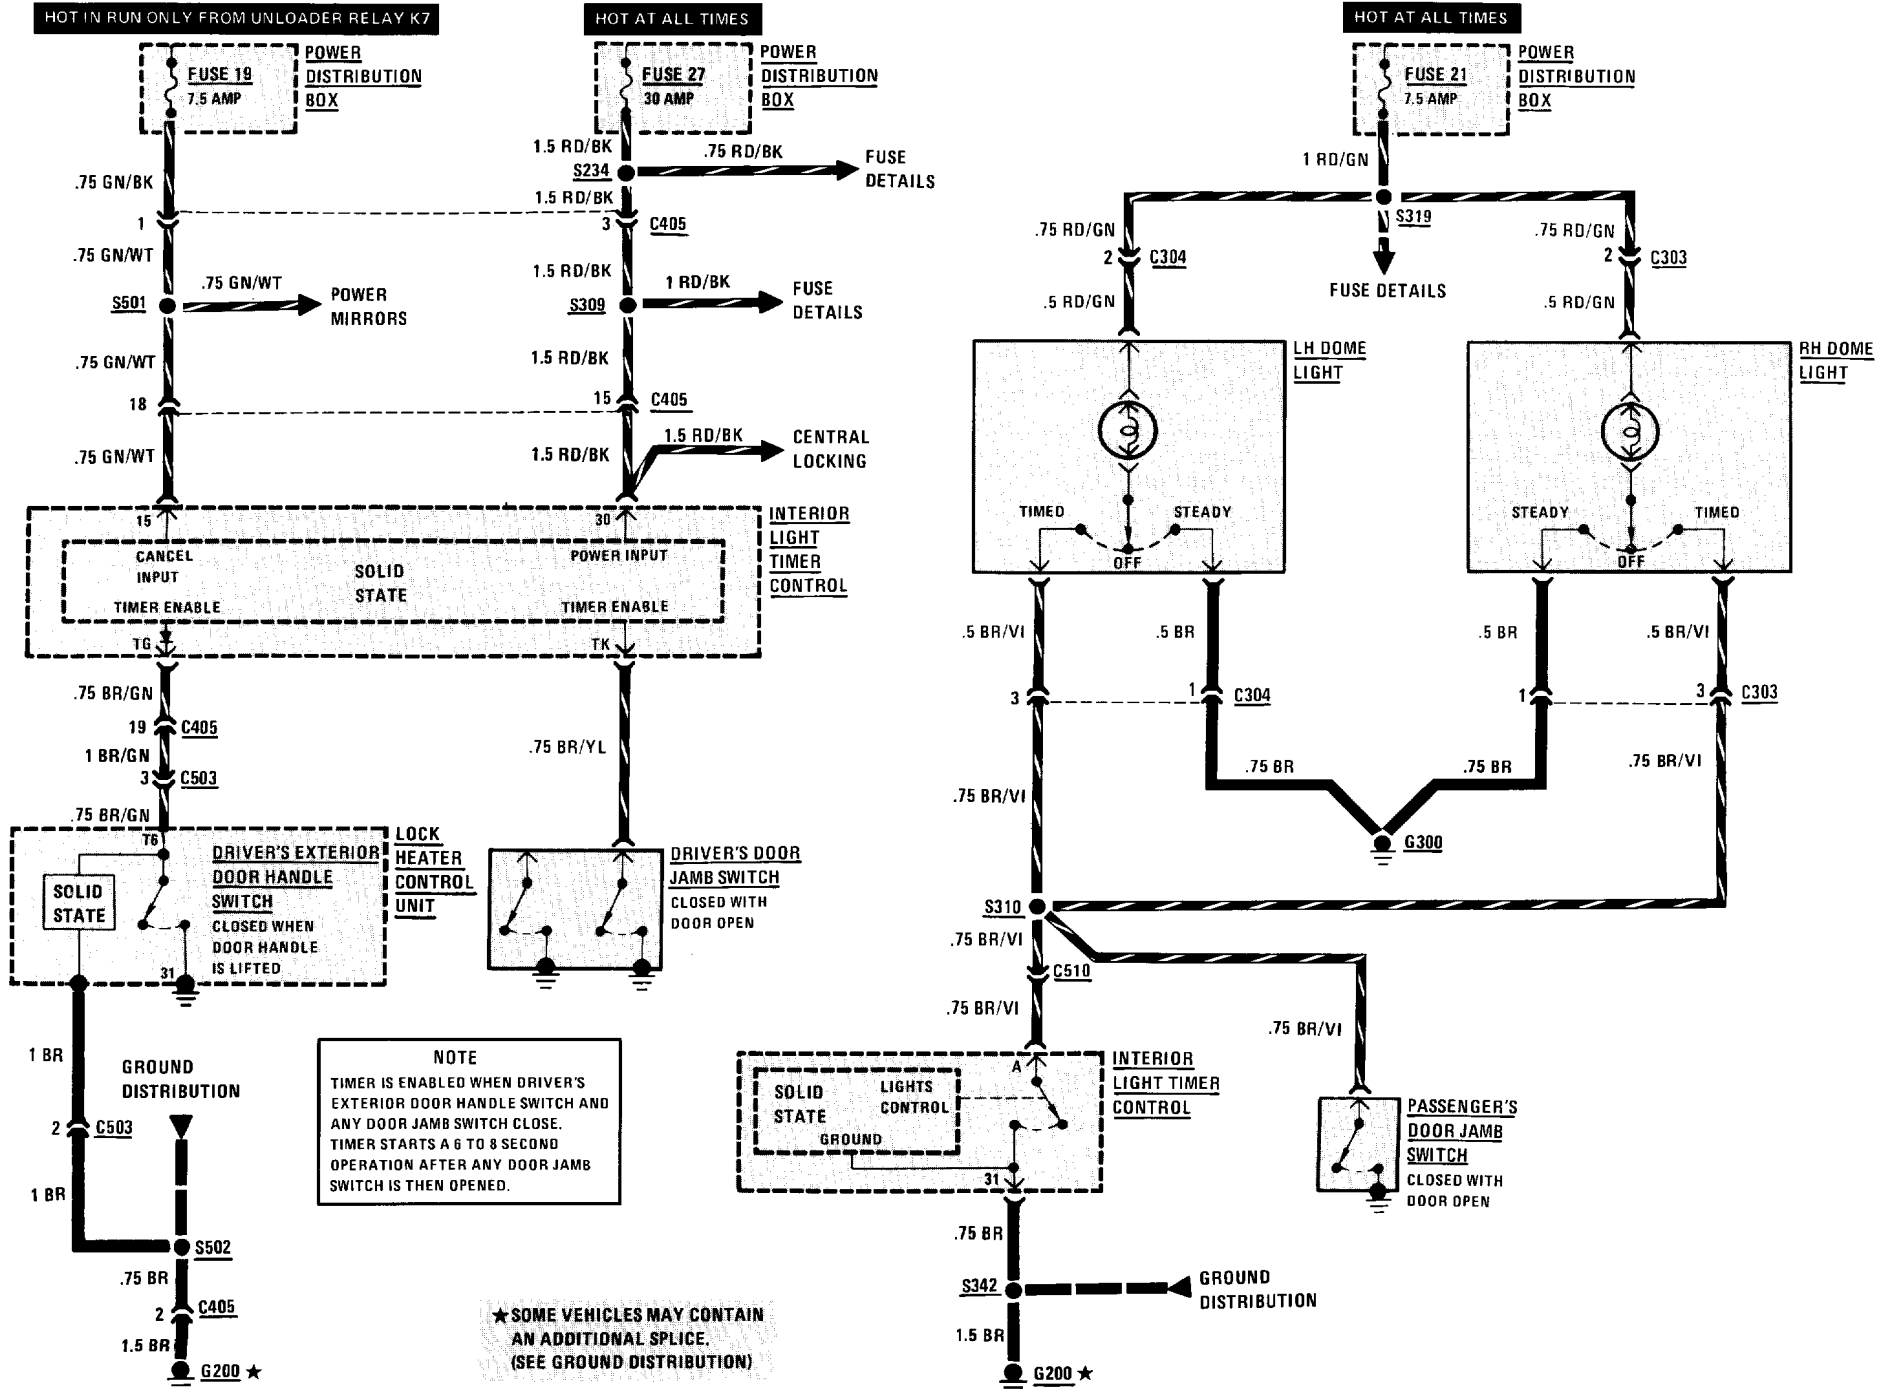 HOT IN RUN ONLY FROM UNLOADER RELAY K7
HOT AT ALL TIMES
HOT AT ALL TIMES
FUSE 19
7.5 AMP
POWER
DISTRIBUTION
BOX
FUSE 27
30 AMP
POWER
DISTRIBUTION
BOX
FUSE 21
7.5 AMP
POWER
DISTRIBUTION
BOX
.75 GN/BK
1
.75 GN/WT
S501
.75 GN/WT
POWER
MIRRORS
.75 GN/WT
18
.75 GN/WT
1.5 RD/BK
S234
.75 RD/BK
FUSE
DETAILS
1.5 RD/BK
3
C405
1.5 RD/BK
S309
1 RD/BK
FUSE
DETAILS
1.5 RD/BK
15
C405
1.5 RD/BK
1.5 RD/BK
CENTRAL
LOCKING
1 RD/GN
S319
FUSE DETAILS
.75 RD/GN
2
C304
.5 RD/GN
.75 RD/GN
2
C303
.5 RD/GN
LH DOME
LIGHT
TIMED
STEADY
OFF
RH DOME
LIGHT
STEADY
TIMED
OFF
15
30
CANCEL
INPUT
POWER INPUT
SOLID
STATE
TIMER ENABLE
TIMER ENABLE
TG
TK
INTERIOR
LIGHT
TIMER
CONTROL
.5 BR/VI
.5 BR
.5 BR
.5 BR/VI
3
1
C304
1
3
C303
.75 BR/GN
19
C405
1 BR/GN
3
C503
.75 BR/GN
.75 BR/YL
.75 BR/VI
.75 BR
.75 BR
.75 BR/VI
G300
T6
SOLID
STATE
DRIVER'S EXTERIOR
DOOR HANDLE
SWITCH
CLOSED WHEN
DOOR HANDLE
IS LIFTED
31
LOCK
HEATER
CONTROL
UNIT
DRIVER'S DOOR
JAMB SWITCH
CLOSED WITH
DOOR OPEN
S310
.75 BR/VI
C510
.75 BR/VI
.75 BR/VI
1 BR
GROUND
DISTRIBUTION
2
C503
1 BR
S502
.75 BR
2
C405
1.5 BR
G200 ★
NOTE
TIMER IS ENABLED WHEN DRIVER'S
EXTERIOR DOOR HANDLE SWITCH AND
ANY DOOR JAMB SWITCH CLOSE.
TIMER STARTS A 6 TO 8 SECOND
OPERATION AFTER ANY DOOR JAMB
SWITCH IS THEN OPENED.
★ SOME VEHICLES MAY CONTAIN
AN ADDITIONAL SPLICE.
(SEE GROUND DISTRIBUTION)
A
SOLID
STATE
LIGHTS
CONTROL
GROUND
31
INTERIOR
LIGHT TIMER
CONTROL
PASSENGER'S
DOOR JAMB
SWITCH
CLOSED WITH
DOOR OPEN
.75 BR
S342
GROUND
DISTRIBUTION
1.5 BR
G200 ★